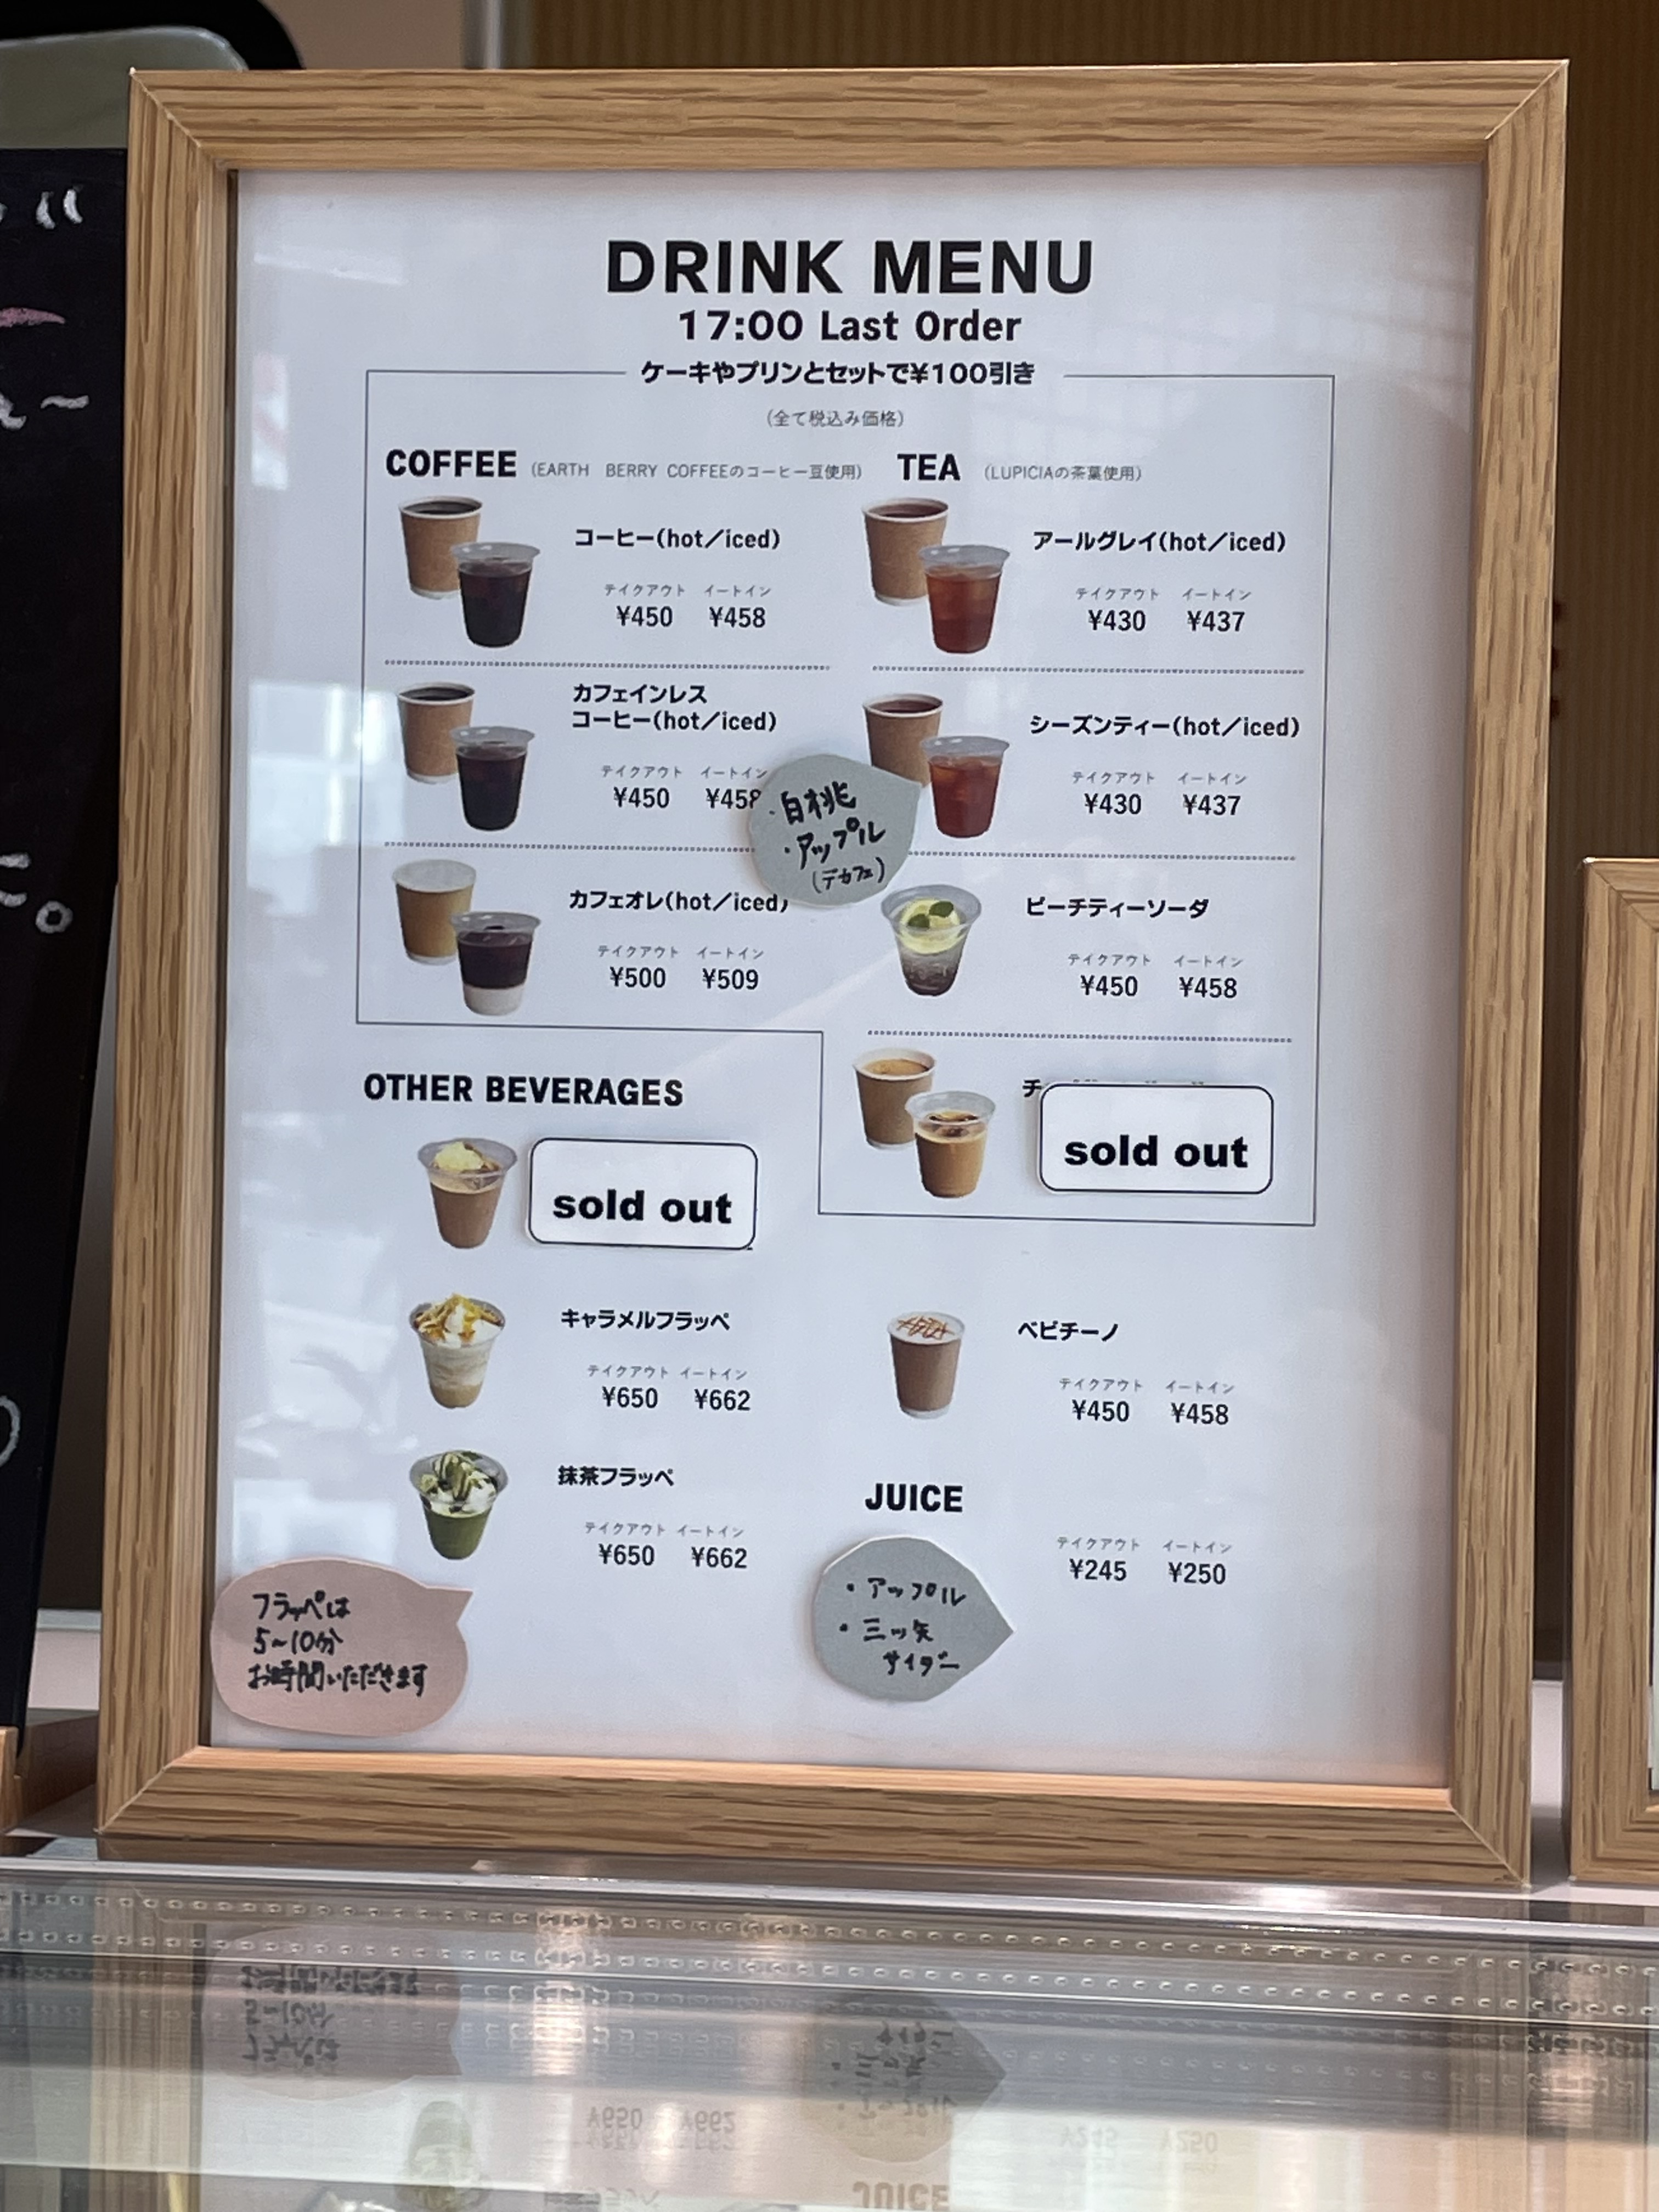 DRINK MENU
17:00 Last Order
ケーキやプリンとセットで¥100引き
(全て税込み価格)
COFFEE (EARTH BERRY COFFEEのコーヒー豆使用)
コーヒー(hot/iced)
テイクアウト イートイン
¥450 ¥458
カフェインレス
コーヒー(hot/iced)
テイクアウト イートイン
¥450 ¥458
カフェオレ(hot/iced)
テイクアウト イートイン
¥500 ¥509
TEA (LUPICIAの茶葉使用)
アールグレイ(hot/iced)
テイクアウト イートイン
¥430 ¥437
シーズンティー(hot/iced)
テイクアウト イートイン
¥430 ¥437
・白桃
・アップル
(デカフェ)
ピーチティーソーダ
テイクアウト イートイン
¥450 ¥458
チ
sold out
OTHER BEVERAGES
sold out
キャラメルフラッペ
テイクアウト イートイン
¥650 ¥662
抹茶フラッペ
テイクアウト イートイン
¥650 ¥662
フラッペは
5~10分
お時間いただきます
ベビチーノ
テイクアウト イートイン
¥450 ¥458
JUICE
テイクアウト イートイン
¥245 ¥250
・アップル
・三ツ矢
サイダー